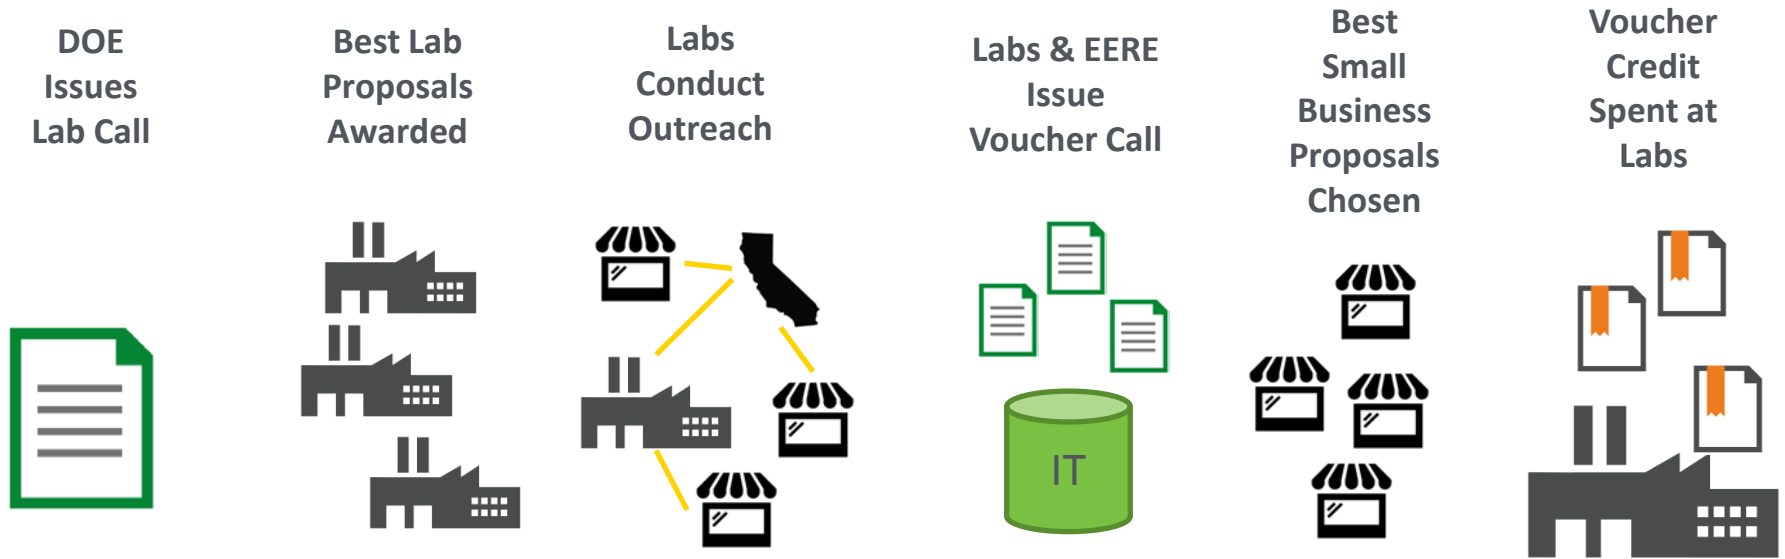 DOE
Issues
Lab Call
Best Lab
Proposals
Awarded
Labs
Conduct
Outreach
Labs & EERE
Issue
Voucher Call
Best
Small
Business
Proposals
Chosen
Voucher
Credit
Spent at
Labs
IT